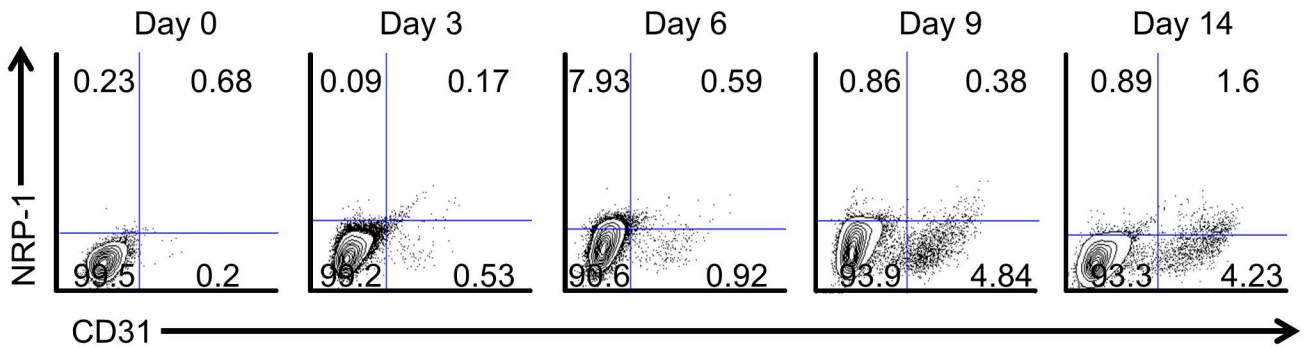 Day 0 Day 3 Day 6 Day 9 Day 14
0.23 0.68 0.09 0.17 7.93 0.59 0.86 0.38 0.89 1.6
NRP-1
99.5 0.2 99.2 0.53 90.6 0.92 93.9 4.84 93.3 4.23
CD31